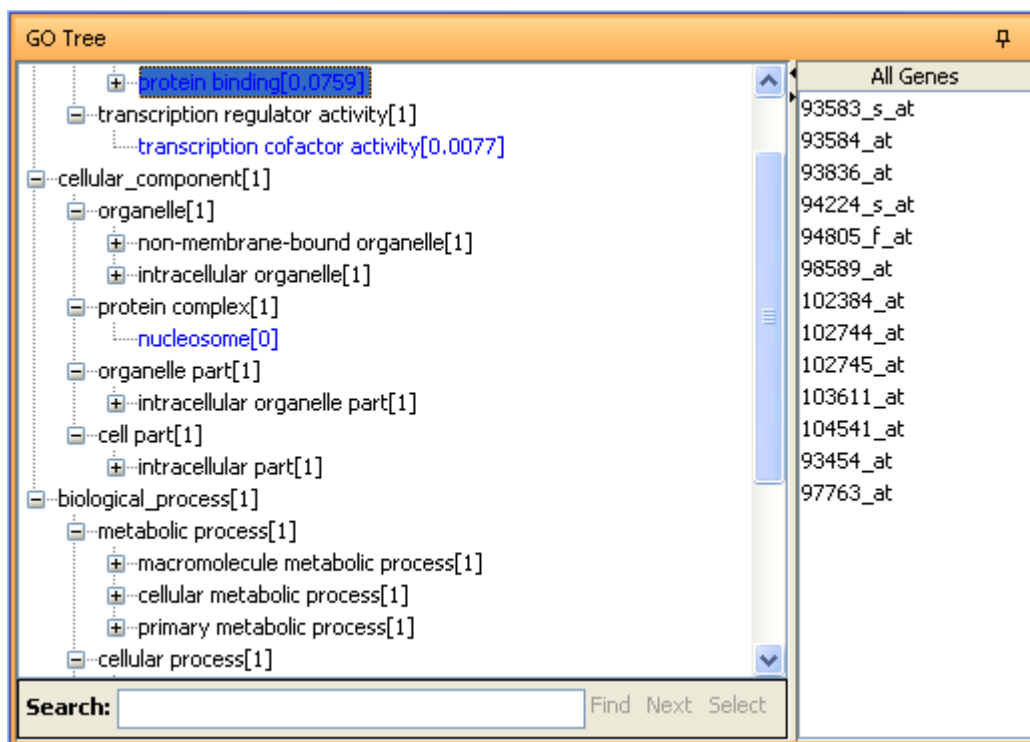 GO Tree
protein binding[0.0759]
transcription regulator activity[1]
transcription cofactor activity[0.0077]
cellular_component[1]
organelle[1]
non-membrane-bound organelle[1]
intracellular organelle[1]
protein complex[1]
nucleosome[0]
organelle part[1]
intracellular organelle part[1]
cell part[1]
intracellular part[1]
biological_process[1]
metabolic process[1]
macromolecule metabolic process[1]
cellular metabolic process[1]
primary metabolic process[1]
cellular process[1]
Search: Find Next Select
All Genes
93583_s_at
93584_at
93836_at
94224_s_at
94805_f_at
98589_at
102384_at
102744_at
102745_at
103611_at
104541_at
93454_at
97763_at